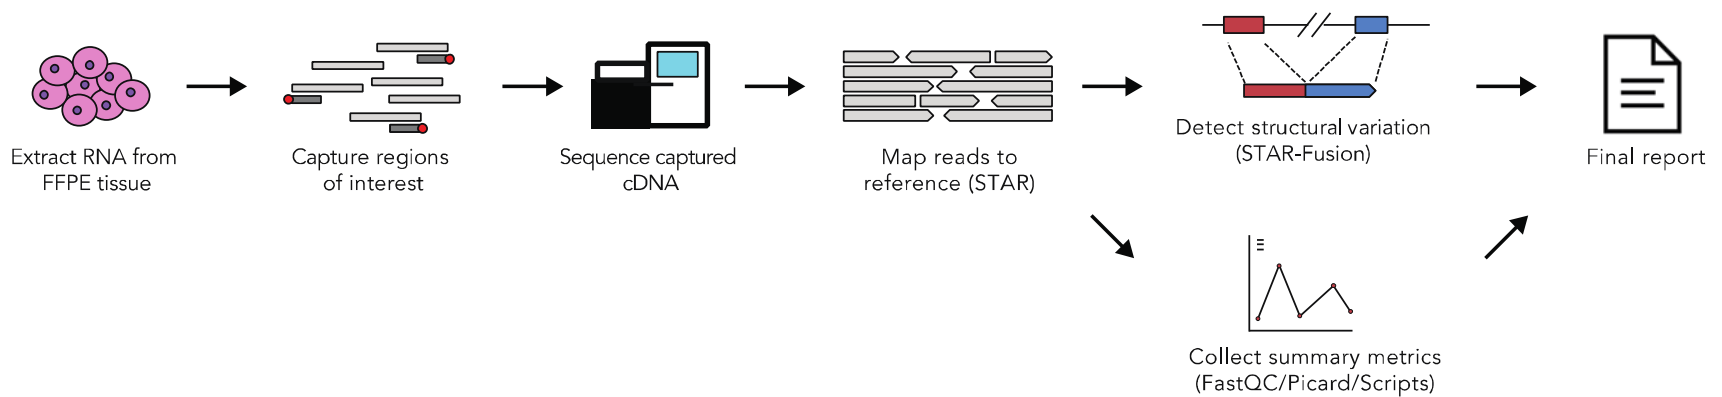 Extract RNA from
FFPE tissue
Capture regions
of interest
Sequence captured
cDNA
Map reads to
reference (STAR)
Detect structural variation
(STAR-Fusion)
Final report
Collect summary metrics
(FastQC/Picard/Scripts)